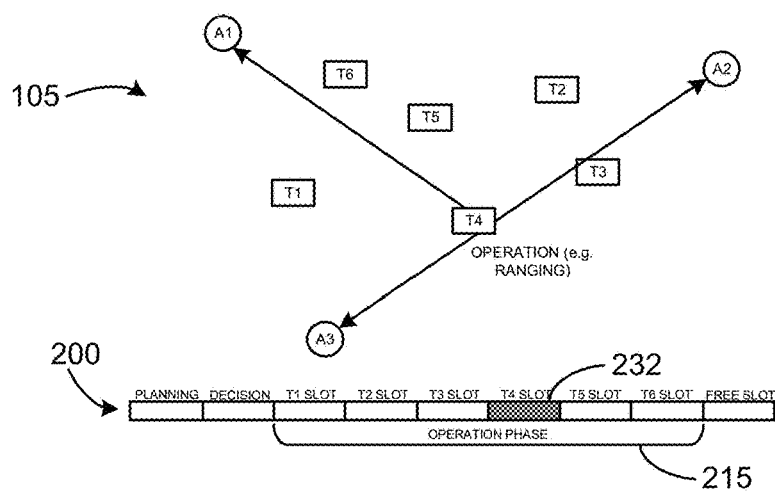 A1
T6
A2
105
T2
T5
T3
T1
T4
OPERATION (e.g.
RANGING)
A3
200
232
PLANNING DECISION T1 SLOT T2 SLOT T3 SLOT T4 SLOT T5 SLOT T6 SLOT FREE SLOT
OPERATION PHASE
215